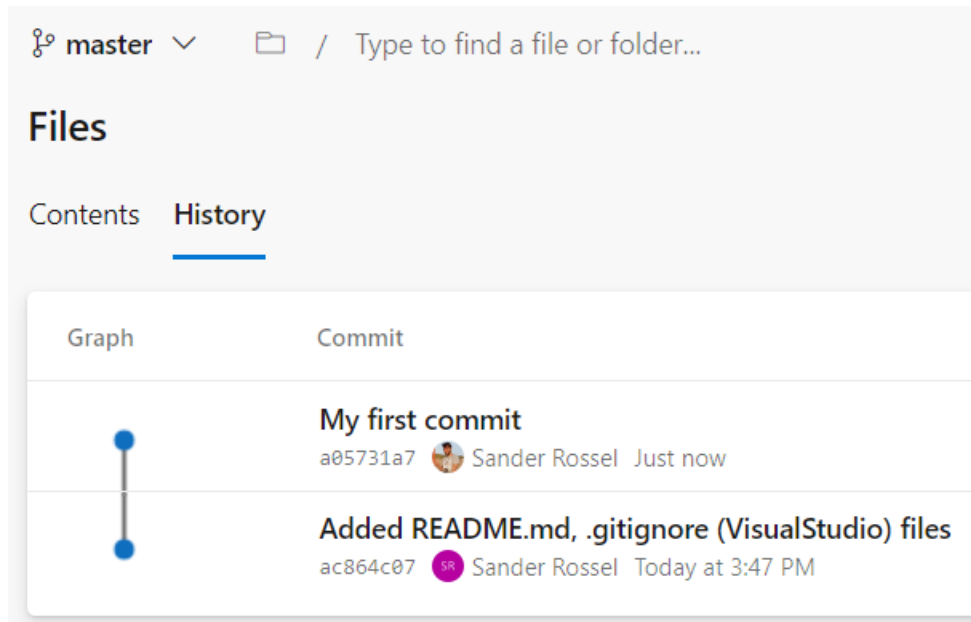 master / Type to find a file or folder...
Files
Contents History
Graph Commit
My first commit
a05731a7 Sander Rossel Just now
Added README.md, .gitignore (VisualStudio) files
ac864c07 SR Sander Rossel Today at 3:47 PM